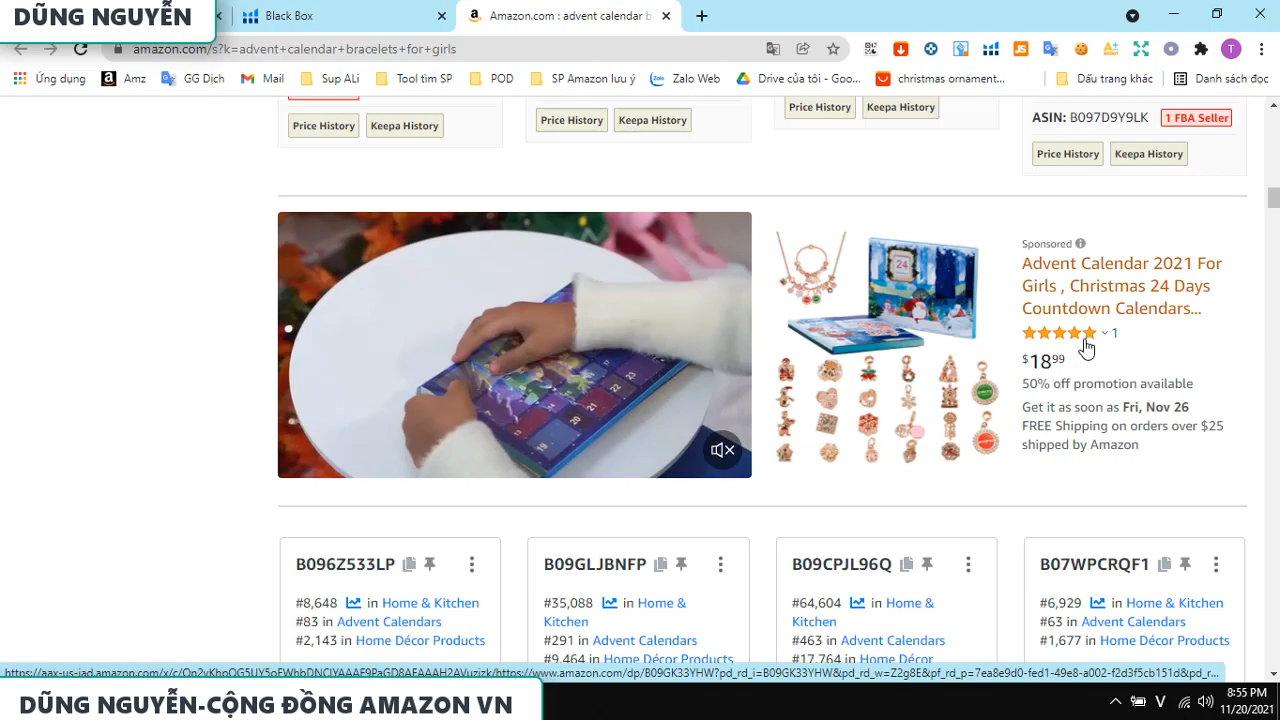 DŨNG NGUYỄN
Black Box
Amazon.com : advent calendar b
amazon.com/s?k=advent+calendar+bracelets+for+girls
Ứng dụng
Amz
GG Dịch
Mail
Sup ALi
Tool tìm SP
POD
SP Amazon lưu ý
Zalo Web
Drive của tôi - Goo...
christmas ornament...
Dấu trang khác
Danh sách đọc
ASIN: B097D9Y9LK 1 FBA Seller
Price History Keepa History
Price History Keepa History
Price History Keepa History
Price History Keepa History
Sponsored
Advent Calendar 2021 For
Girls , Christmas 24 Days
Countdown Calendars...
1
$1899
50% off promotion available
Get it as soon as Fri, Nov 26
FREE Shipping on orders over $25
shipped by Amazon
24
B096Z533LP
#8,648 in Home & Kitchen
#83 in Advent Calendars
#2,143 in Home Décor Products
B09GLJBNFP
#35,088 in Home &
Kitchen
#291 in Advent Calendars
#9,464 in Home Décor Products
B09CPJL96Q
#64,604 in Home &
Kitchen
#463 in Advent Calendars
#17,764 in Home Décor
B07WPCRQF1
#6,929 in Home & Kitchen
#63 in Advent Calendars
#1,677 in Home Décor Products
DŨNG NGUYỄN-CỘNG ĐỒNG AMAZON VN
V
8:55 PM
11/20/2021